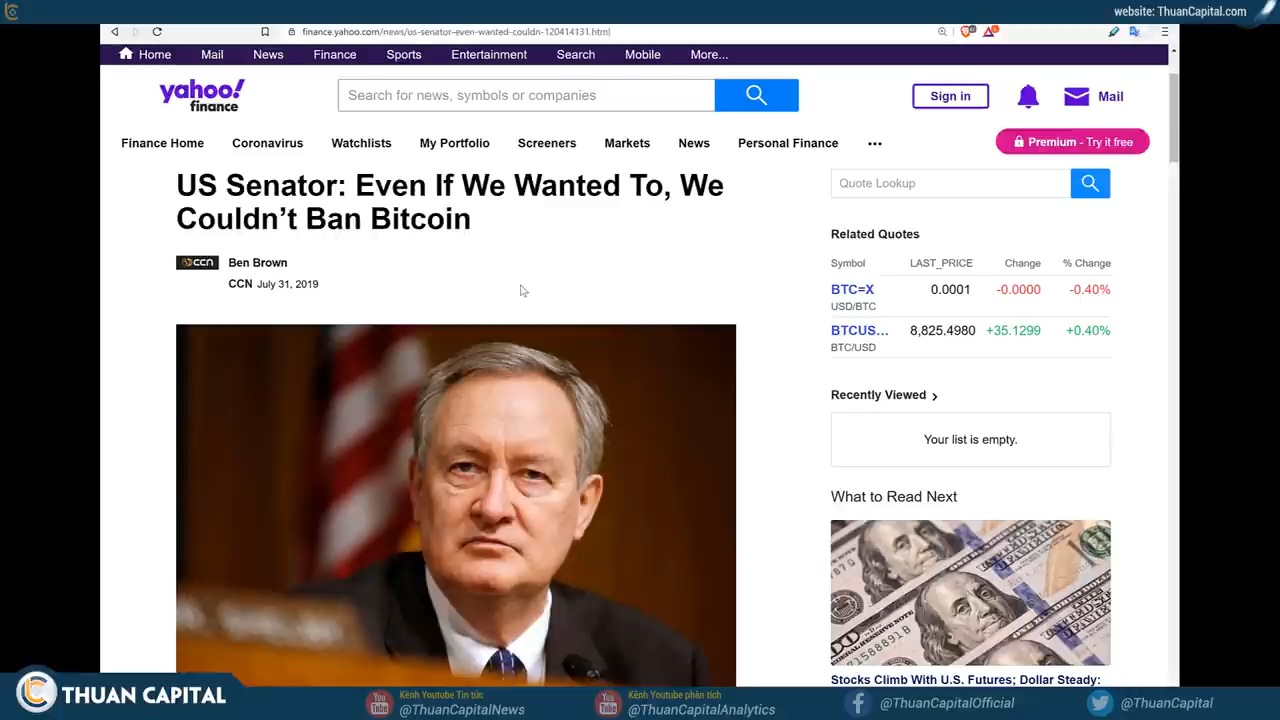 website: ThuanCapital.com
finance.yahoo.com/news/us-senator-even-wanted-couldn-120414131.html
Home Mail News Finance Sports Entertainment Search Mobile More...
yahoo!
finance
Search for news, symbols or companies
Sign in
Mail
Finance Home Coronavirus Watchlists My Portfolio Screeners Markets News Personal Finance ...
Premium - Try it free
US Senator: Even If We Wanted To, We
Couldn’t Ban Bitcoin
CCN
Ben Brown
CCN July 31, 2019
Quote Lookup
Related Quotes
Symbol LAST_PRICE Change % Change
BTC=X 0.0001 -0.0000 -0.40%
USD/BTC
BTCUS... 8,825.4980 +35.1299 +0.40%
BTC/USD
Recently Viewed
Your list is empty.
What to Read Next
Stocks Climb With U.S. Futures; Dollar Steady:
THUAN CAPITAL
Kênh Youtube Tin tức:
@ThuanCapitalNews
Kênh Youtube phân tích
@ThuanCapitalAnalytics
@ThuanCapitalOfficial
@ThuanCapital